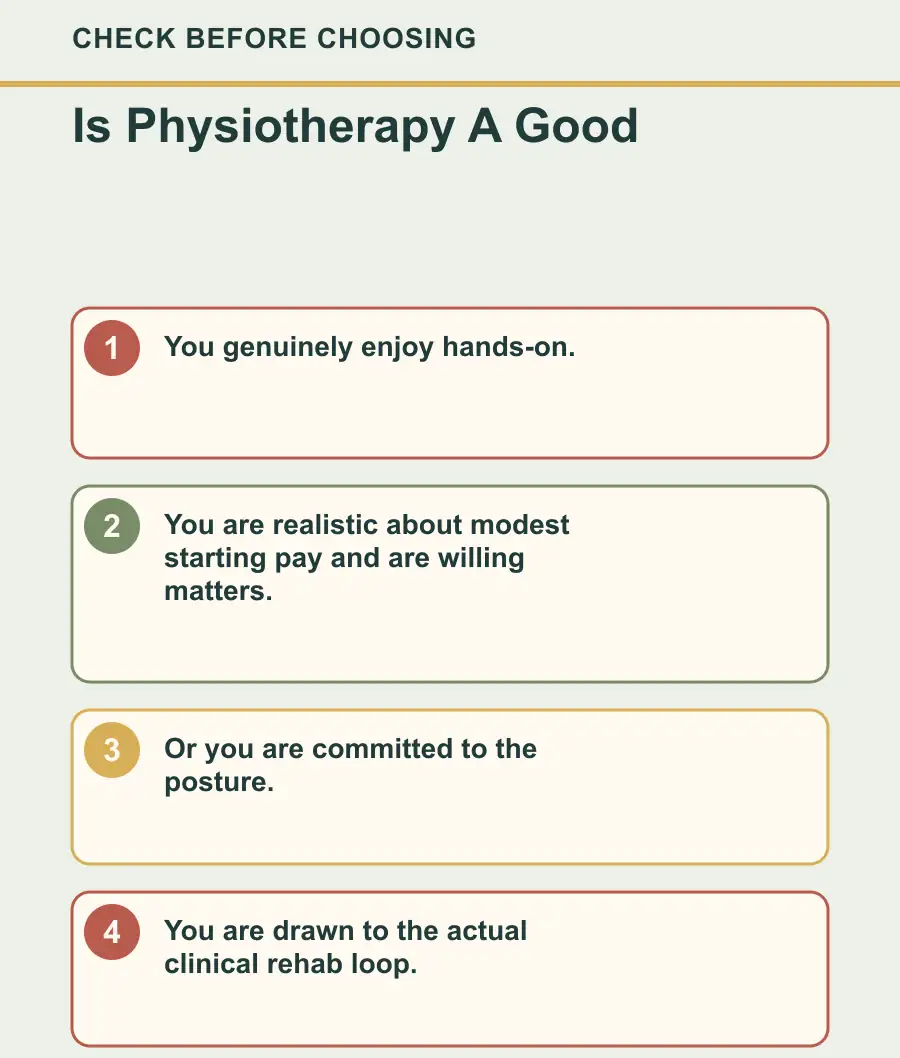 CHECK BEFORE CHOOSING
Is Physiotherapy A Good
1
You genuinely enjoy hands-on.
2
You are realistic about modest
starting pay and are willing
matters.
3
Or you are committed to the
posture.
4
You are drawn to the actual
clinical rehab loop.